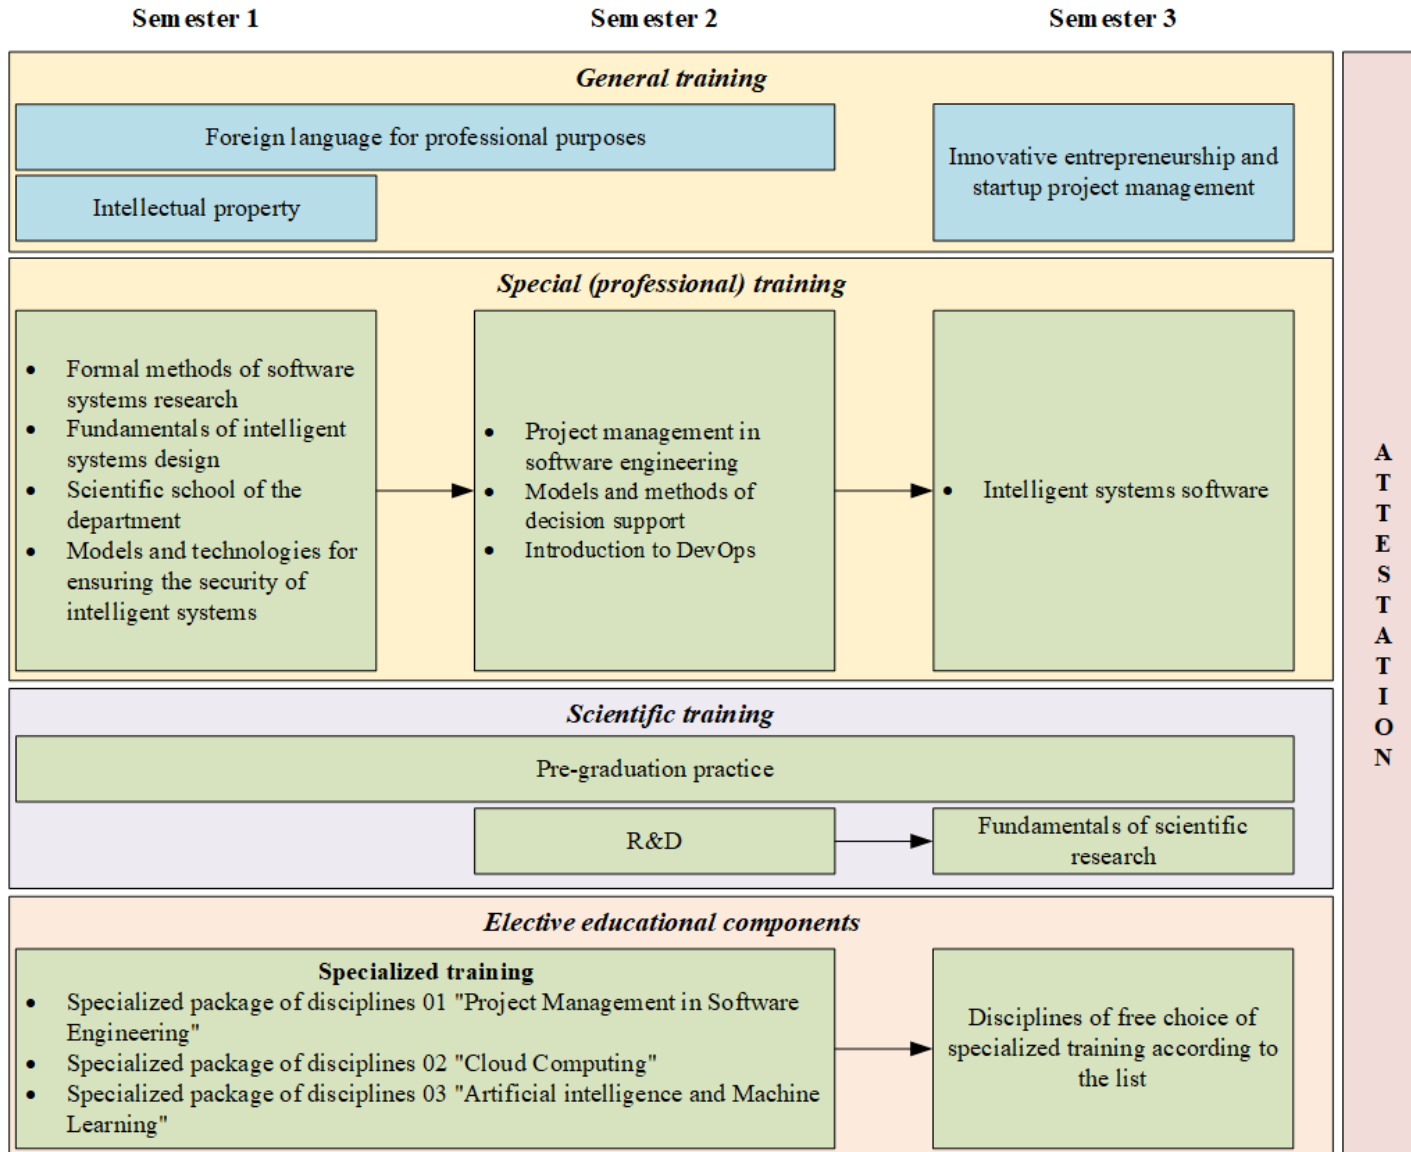 Semester 1
Semester 2
Semester 3
General training
Foreign language for professional purposes
Intellectual property
Innovative entrepreneurship and
startup project management
Special (professional) training
• Formal methods of software
systems research
• Fundamentals of intelligent
systems design
• Scientific school of the
department
• Models and technologies for
ensuring the security of
intelligent systems
• Project management in
software engineering
• Models and methods of
decision support
• Introduction to DevOps
• Intelligent systems software
Scientific training
Pre-graduation practice
R&D
Fundamentals of scientific
research
Elective educational components
Specialized training
• Specialized package of disciplines 01 "Project Management in Software
Engineering"
• Specialized package of disciplines 02 "Cloud Computing"
• Specialized package of disciplines 03 "Artificial intelligence and Machine
Learning"
Disciplines of free choice of
specialized training according to
the list
A
T
T
E
S
T
A
T
I
O
N